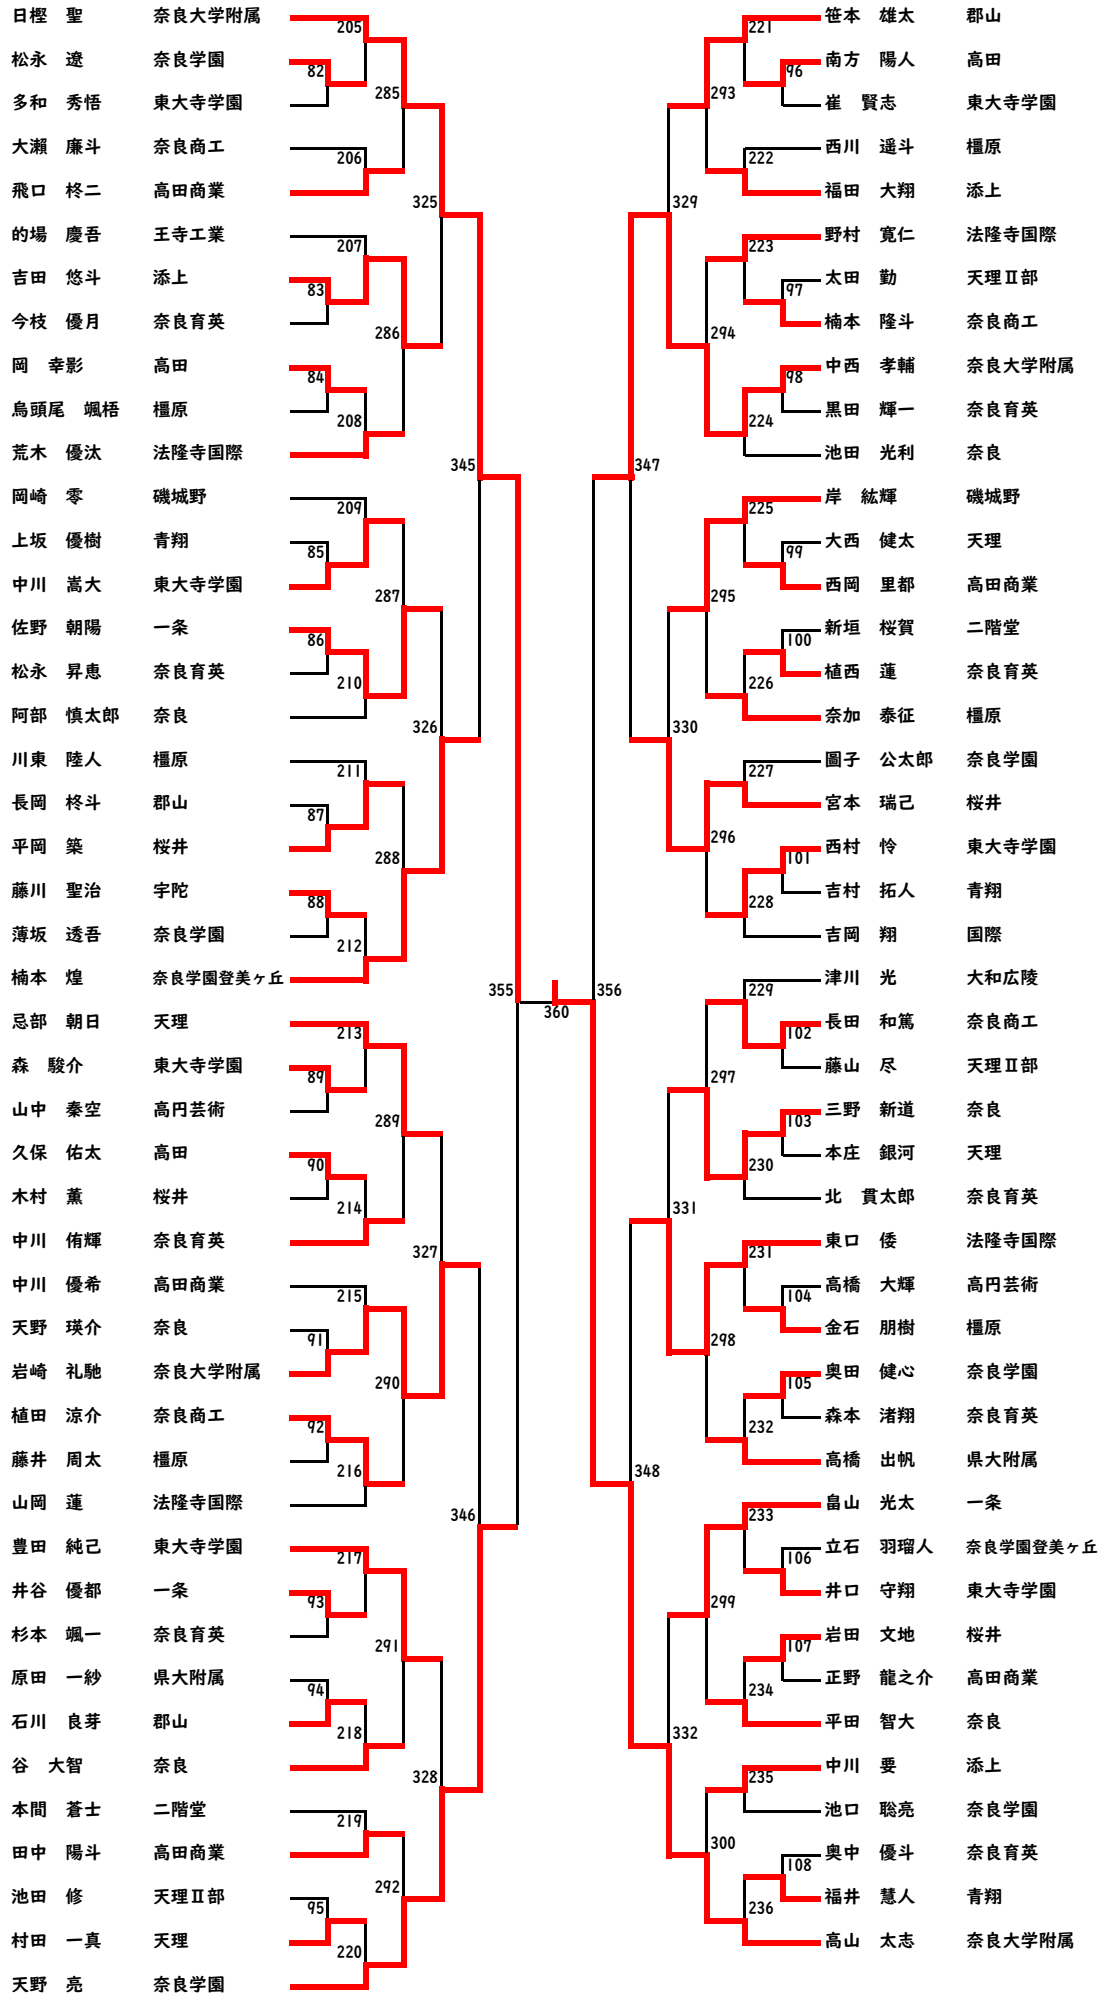 日樫 聖 奈良大学附属
松永 遼 奈良学園
多和 秀悟 東大寺学園
大瀬 廉斗 奈良商工
飛口 柊二 高田商業
的場 慶吾 王寺工業
吉田 悠斗 添上
今枝 優月 奈良育英
岡 幸影 高田
烏頭尾 颯梧 橿原
荒木 優汰 法隆寺国際
岡崎 零 磯城野
上坂 優樹 青翔
中川 嵩大 東大寺学園
佐野 朝陽 一条
松永 昇恵 奈良育英
阿部 慎太郎 奈良
川東 陸人 橿原
長岡 柊斗 郡山
平岡 築 桜井
藤川 聖治 宇陀
薄坂 透吾 奈良学園
楠本 煌 奈良学園登美ヶ丘
忌部 朝日 天理
森 駿介 東大寺学園
山中 秦空 高円芸術
久保 佑太 高田
木村 薫 桜井
中川 侑輝 奈良育英
中川 優希 高田商業
天野 瑛介 奈良
岩崎 礼馳 奈良大学附属
植田 涼介 奈良商工
藤井 周太 橿原
山岡 蓮 法隆寺国際
豊田 純己 東大寺学園
井谷 優都 一条
杉本 颯一 奈良育英
原田 一紗 県大附属
石川 良芽 郡山
谷 大智 奈良
本間 蒼士 二階堂
田中 陽斗 高田商業
池田 修 天理Ⅱ部
村田 一真 天理
天野 亮 奈良学園
205
82
285
206
325
207
83
286
84
208
345
209
85
287
86
210
326
211
87
288
88
212
355
213
89
289
90
214
327
215
91
290
92
216
346
217
93
291
94
218
328
219
292
95
220
360
356
221
96
293
222
329
223
97
294
98
224
347
225
99
295
100
226
330
227
296
101
228
229
102
297
103
230
331
231
104
298
105
232
348
233
106
299
107
234
332
235
300
108
236
笹本 雄太 郡山
南方 陽人 高田
崔 賢志 東大寺学園
西川 遥斗 橿原
福田 大翔 添上
野村 寛仁 法隆寺国際
太田 勤 天理Ⅱ部
楠本 隆斗 奈良商工
中西 孝輔 奈良大学附属
黒田 輝一 奈良育英
池田 光利 奈良
岸 紘輝 磯城野
大西 健太 天理
西岡 里都 高田商業
新垣 桜賀 二階堂
植西 蓮 奈良育英
奈加 泰征 橿原
圖子 公太郎 奈良学園
宮本 瑞己 桜井
西村 怜 東大寺学園
吉村 拓人 青翔
吉岡 翔 国際
津川 光 大和広陵
長田 和篤 奈良商工
藤山 尽 天理Ⅱ部
三野 新道 奈良
本庄 銀河 天理
北 貫太郎 奈良育英
東口 倭 法隆寺国際
高橋 大輝 高円芸術
金石 朋樹 橿原
奥田 健心 奈良学園
森本 渚翔 奈良育英
高橋 出帆 県大附属
畠山 光太 一条
立石 羽瑠人 奈良学園登美ヶ丘
井口 守翔 東大寺学園
岩田 文地 桜井
正野 龍之介 高田商業
平田 智大 奈良
中川 要 添上
池口 聡亮 奈良学園
奥中 優斗 奈良育英
福井 慧人 青翔
高山 太志 奈良大学附属